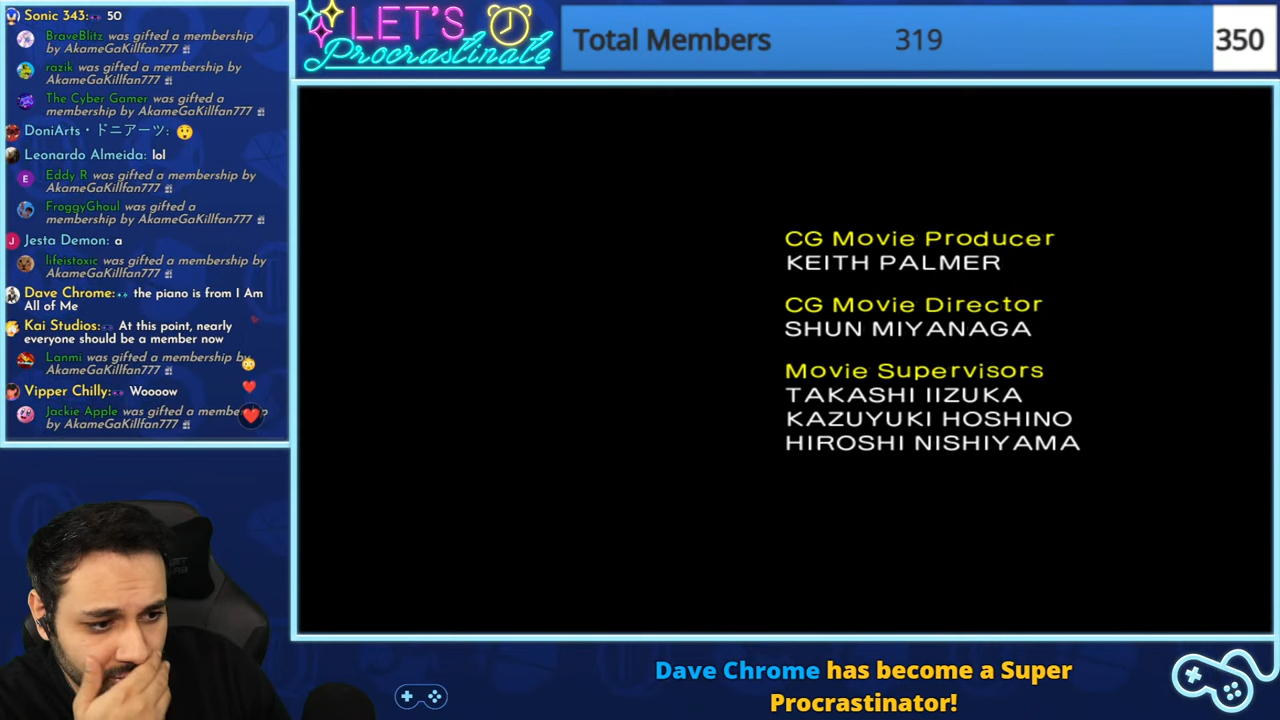 Sonic 343: 50
BraveBlitz was gifted a membership
by AkameGaKillfan777
razik was gifted a membership by
AkameGaKillfan777
The Cyber Gamer was gifted a
membership by AkameGaKillfan777
DoniArts・ドニアーツ:
Leonardo Almeida: lol
E
Eddy R was gifted a membership by
AkameGaKillfan777
FroggyGhoul was gifted a
membership by AkameGaKillfan777
J
Jesta Demon: a
lifeistoxic was gifted a membership by
AkameGaKillfan777
Dave Chrome: the piano is from I Am
All of Me
Kai Studios: At this point, nearly
everyone should be a member now
Lanmi was gifted a membership by
AkameGaKillfan777
Vipper Chilly: Woooow
Jackie Apple was gifted a membership
by AkameGaKillfan777
LET'S
Procrastinate
Total Members 319 350
CG Movie Producer
KEITH PALMER
CG Movie Director
SHUN MIYANAGA
Movie Supervisors
TAKASHI IIZUKA
KAZUYUKI HOSHINO
HIROSHI NISHIYAMA
Dave Chrome has become a Super
Procrastinator!